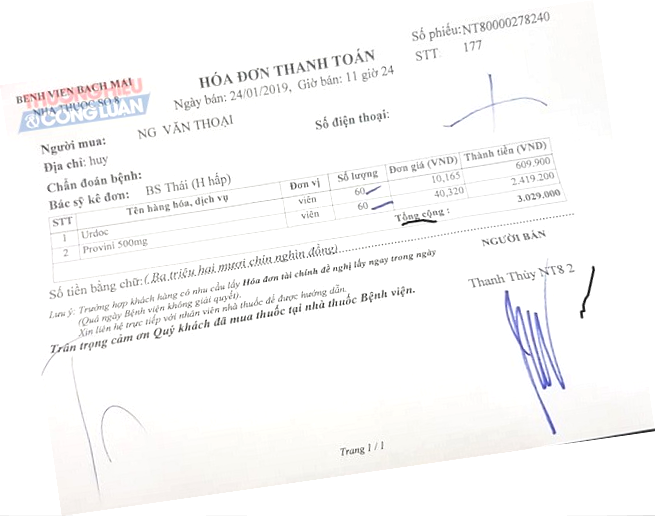 Số phiếu:NT80000278240
STT: 177
BỆNH VIỆN BẠCH MAI
NHÀ THUỐC SỐ 8
THƯƠNG HIỆU
& CÔNG LUẬN
HÓA ĐƠN THANH TOÁN
Ngày bán: 24/01/2019, Giờ bán: 11 giờ 24
Người mua: NG VĂN THOẠI
Số điện thoại:
Địa chỉ: huy
Chẩn đoán bệnh:
Bác sỹ kê đơn: BS Thái (H hấp)
STT Tên hàng hóa, dịch vụ Đơn vị Số lượng Đơn giá (VND) Thành tiền (VND)
1 Urdoc viên 60 10,165 609,900
2 Provini 500mg viên 60 40,320 2.419.200
Tổng cộng : 3.029.000
Số tiền bằng chữ:( Ba triệu hai mươi chín nghìn đồng)
Lưu ý: Trường hợp khách hàng có nhu cầu lấy Hóa đơn tài chính đề nghị lấy ngay trong ngày
(Quá ngày Bệnh viện không giải quyết).
Xin liên hệ trực tiếp với nhân viên nhà thuốc để được hướng dẫn.
Trân trọng cảm ơn Quý khách đã mua thuốc tại nhà thuốc Bệnh viện.
NGƯỜI BÁN
Thanh Thủy NT8 2
Trang 1 / 1